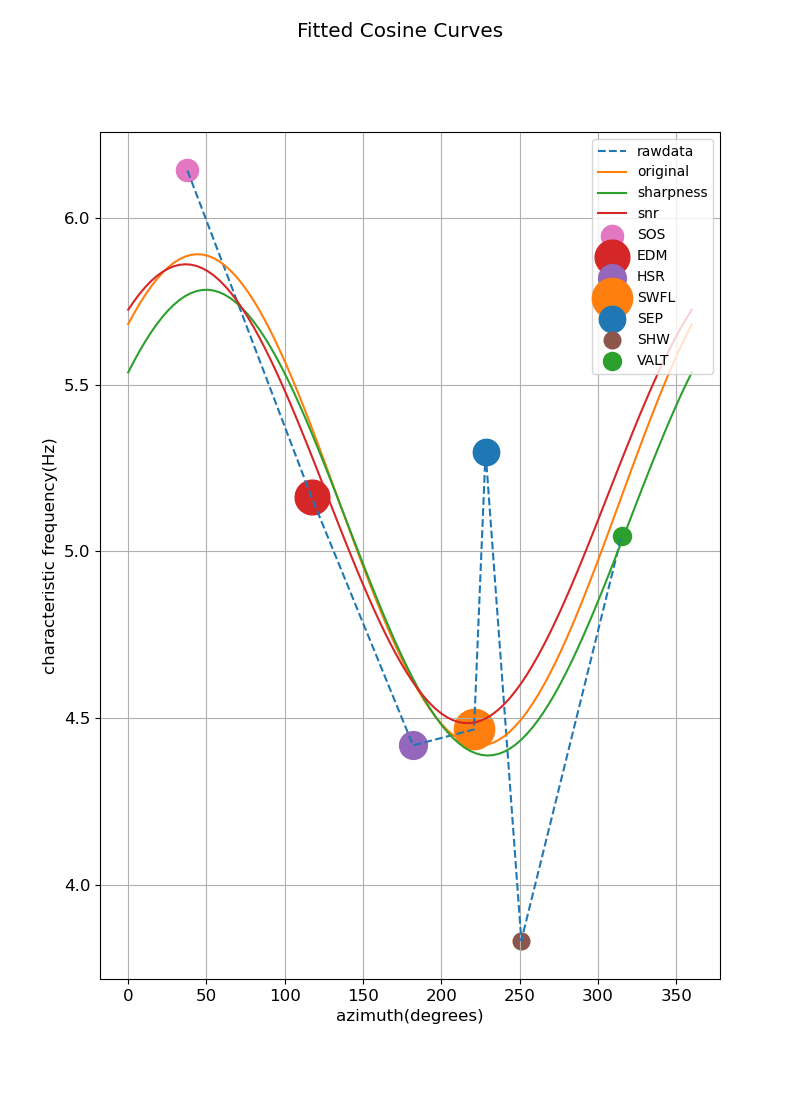 Fitted Cosine Curves
rawdata
original
sharpness
snr
SOS
EDM
HSR
SWFL
SEP
SHW
VALT
6.0
5.5
5.0
4.5
4.0
characteristic frequency(Hz)
0 50 100 150 200 250 300 350
azimuth(degrees)